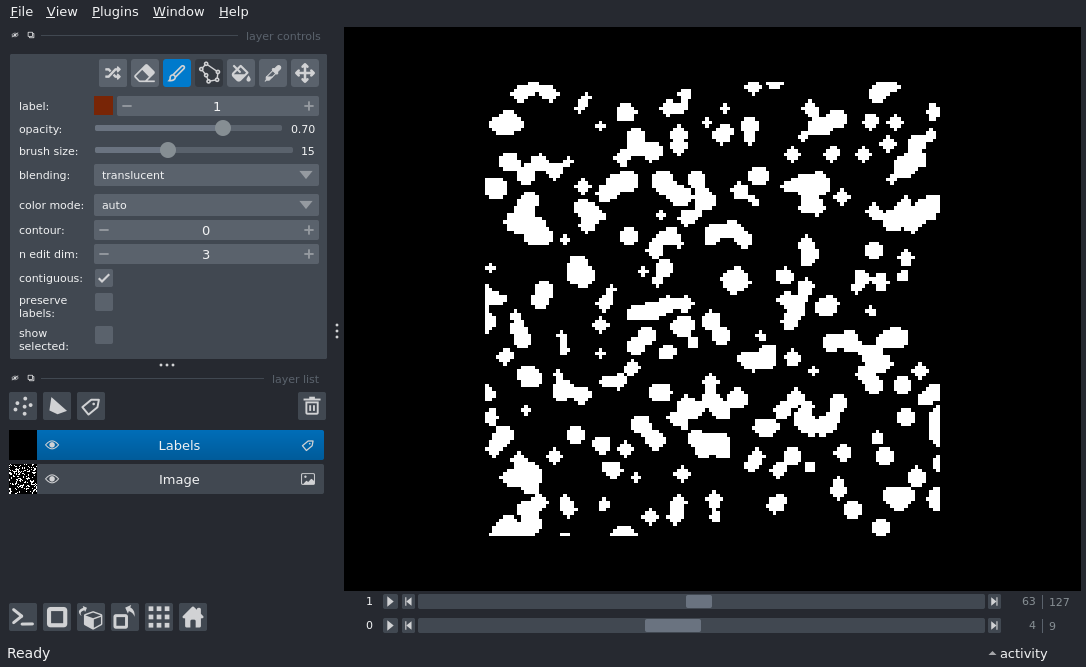 File View Plugins Window Help
layer controls
label: 1
opacity: 0.70
brush size: 15
blending: translucent
color mode: auto
contour: 0
n edit dim: 3
contiguous:
preserve
labels:
show
selected:
layer list
Labels
Image
1 63 127
0 4 9
Ready activity